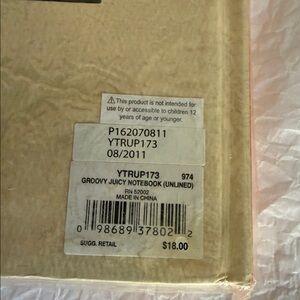 ⚠This product is not intended for
use by or accessible to children 12
years of age or younger.
P162070811
YTRUP173
08/2011
YTRUP173 974
GROOVY JUICY NOTEBOOK (UNLINED)
RN 52002
MADE IN CHINA
0 98689 37802 2
SUGG. RETAIL $18.00